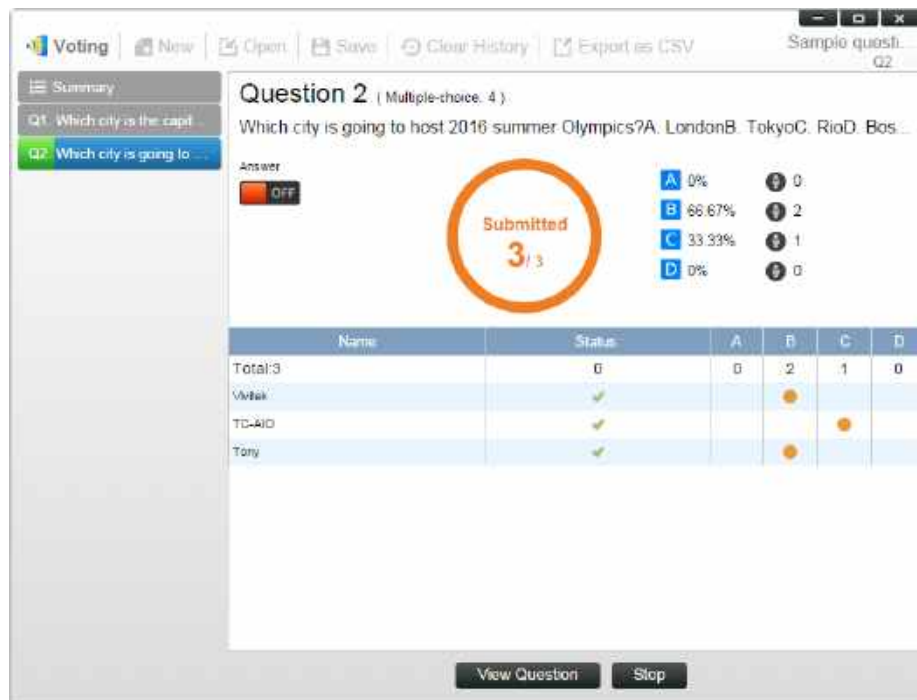 Voting New Open Save Clear History Export as CSV Sample questi...
Q2
Summary
Q1 Which city is the capit...
Q2 Which city is going to ...
Question 2 ( Multiple-choice. 4 )
Which city is going to host 2016 summer Olympics?A. LondonB. TokyoC. RioD. Bos...
Answer
OFF
Submitted
3/ 3
A 0% 0
B 66.67% 2
C 33.33% 1
D 0% 0
Name Status A B C D
Total:3 0 0 2 1 0
Vivitek
TC-AIO
Tony
View Question Stop